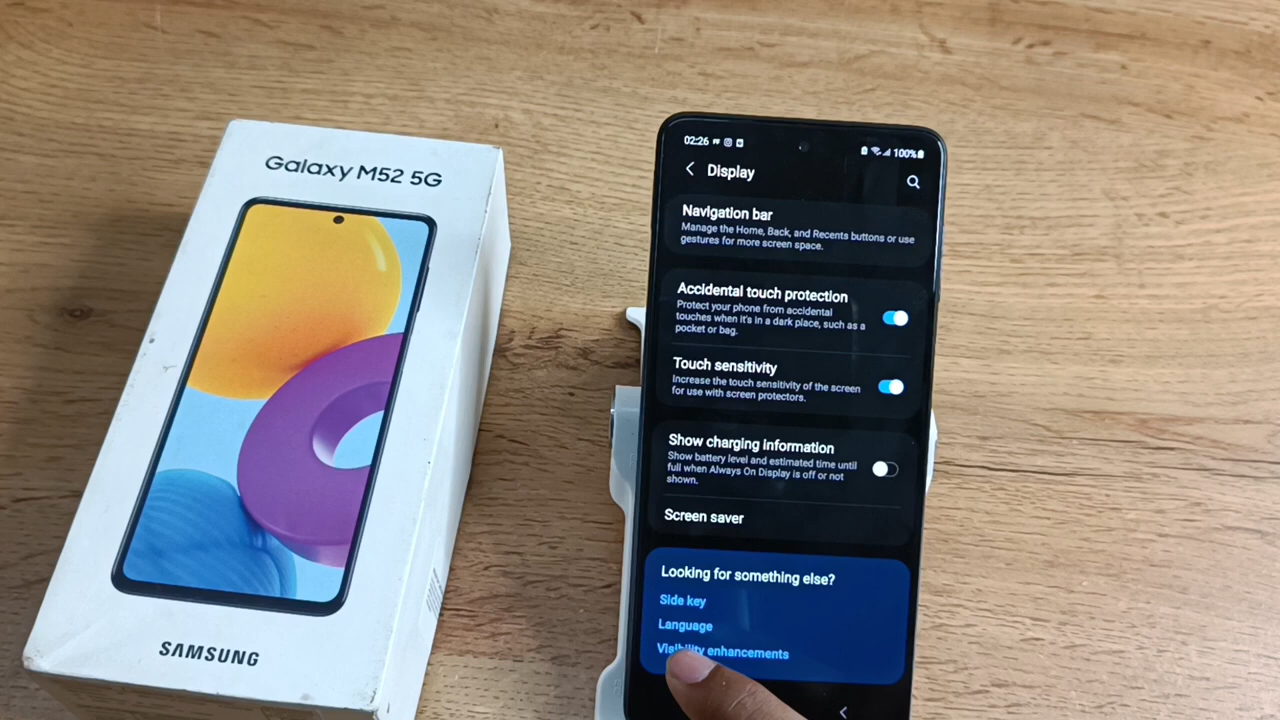 Galaxy M52 5G
SAMSUNG
02:26
100%
Display
Navigation bar
Manage the Home, Back, and Recents buttons or use
gestures for more screen space.
Accidental touch protection
Protect your phone from accidental
touches when it's in a dark place, such as a
pocket or bag.
Touch sensitivity
Increase the touch sensitivity of the screen
for use with screen protectors.
Show charging information
Show battery level and estimated time until
full when Always On Display is off or not
shown.
Screen saver
Looking for something else?
Side key
Language
Visibility enhancements